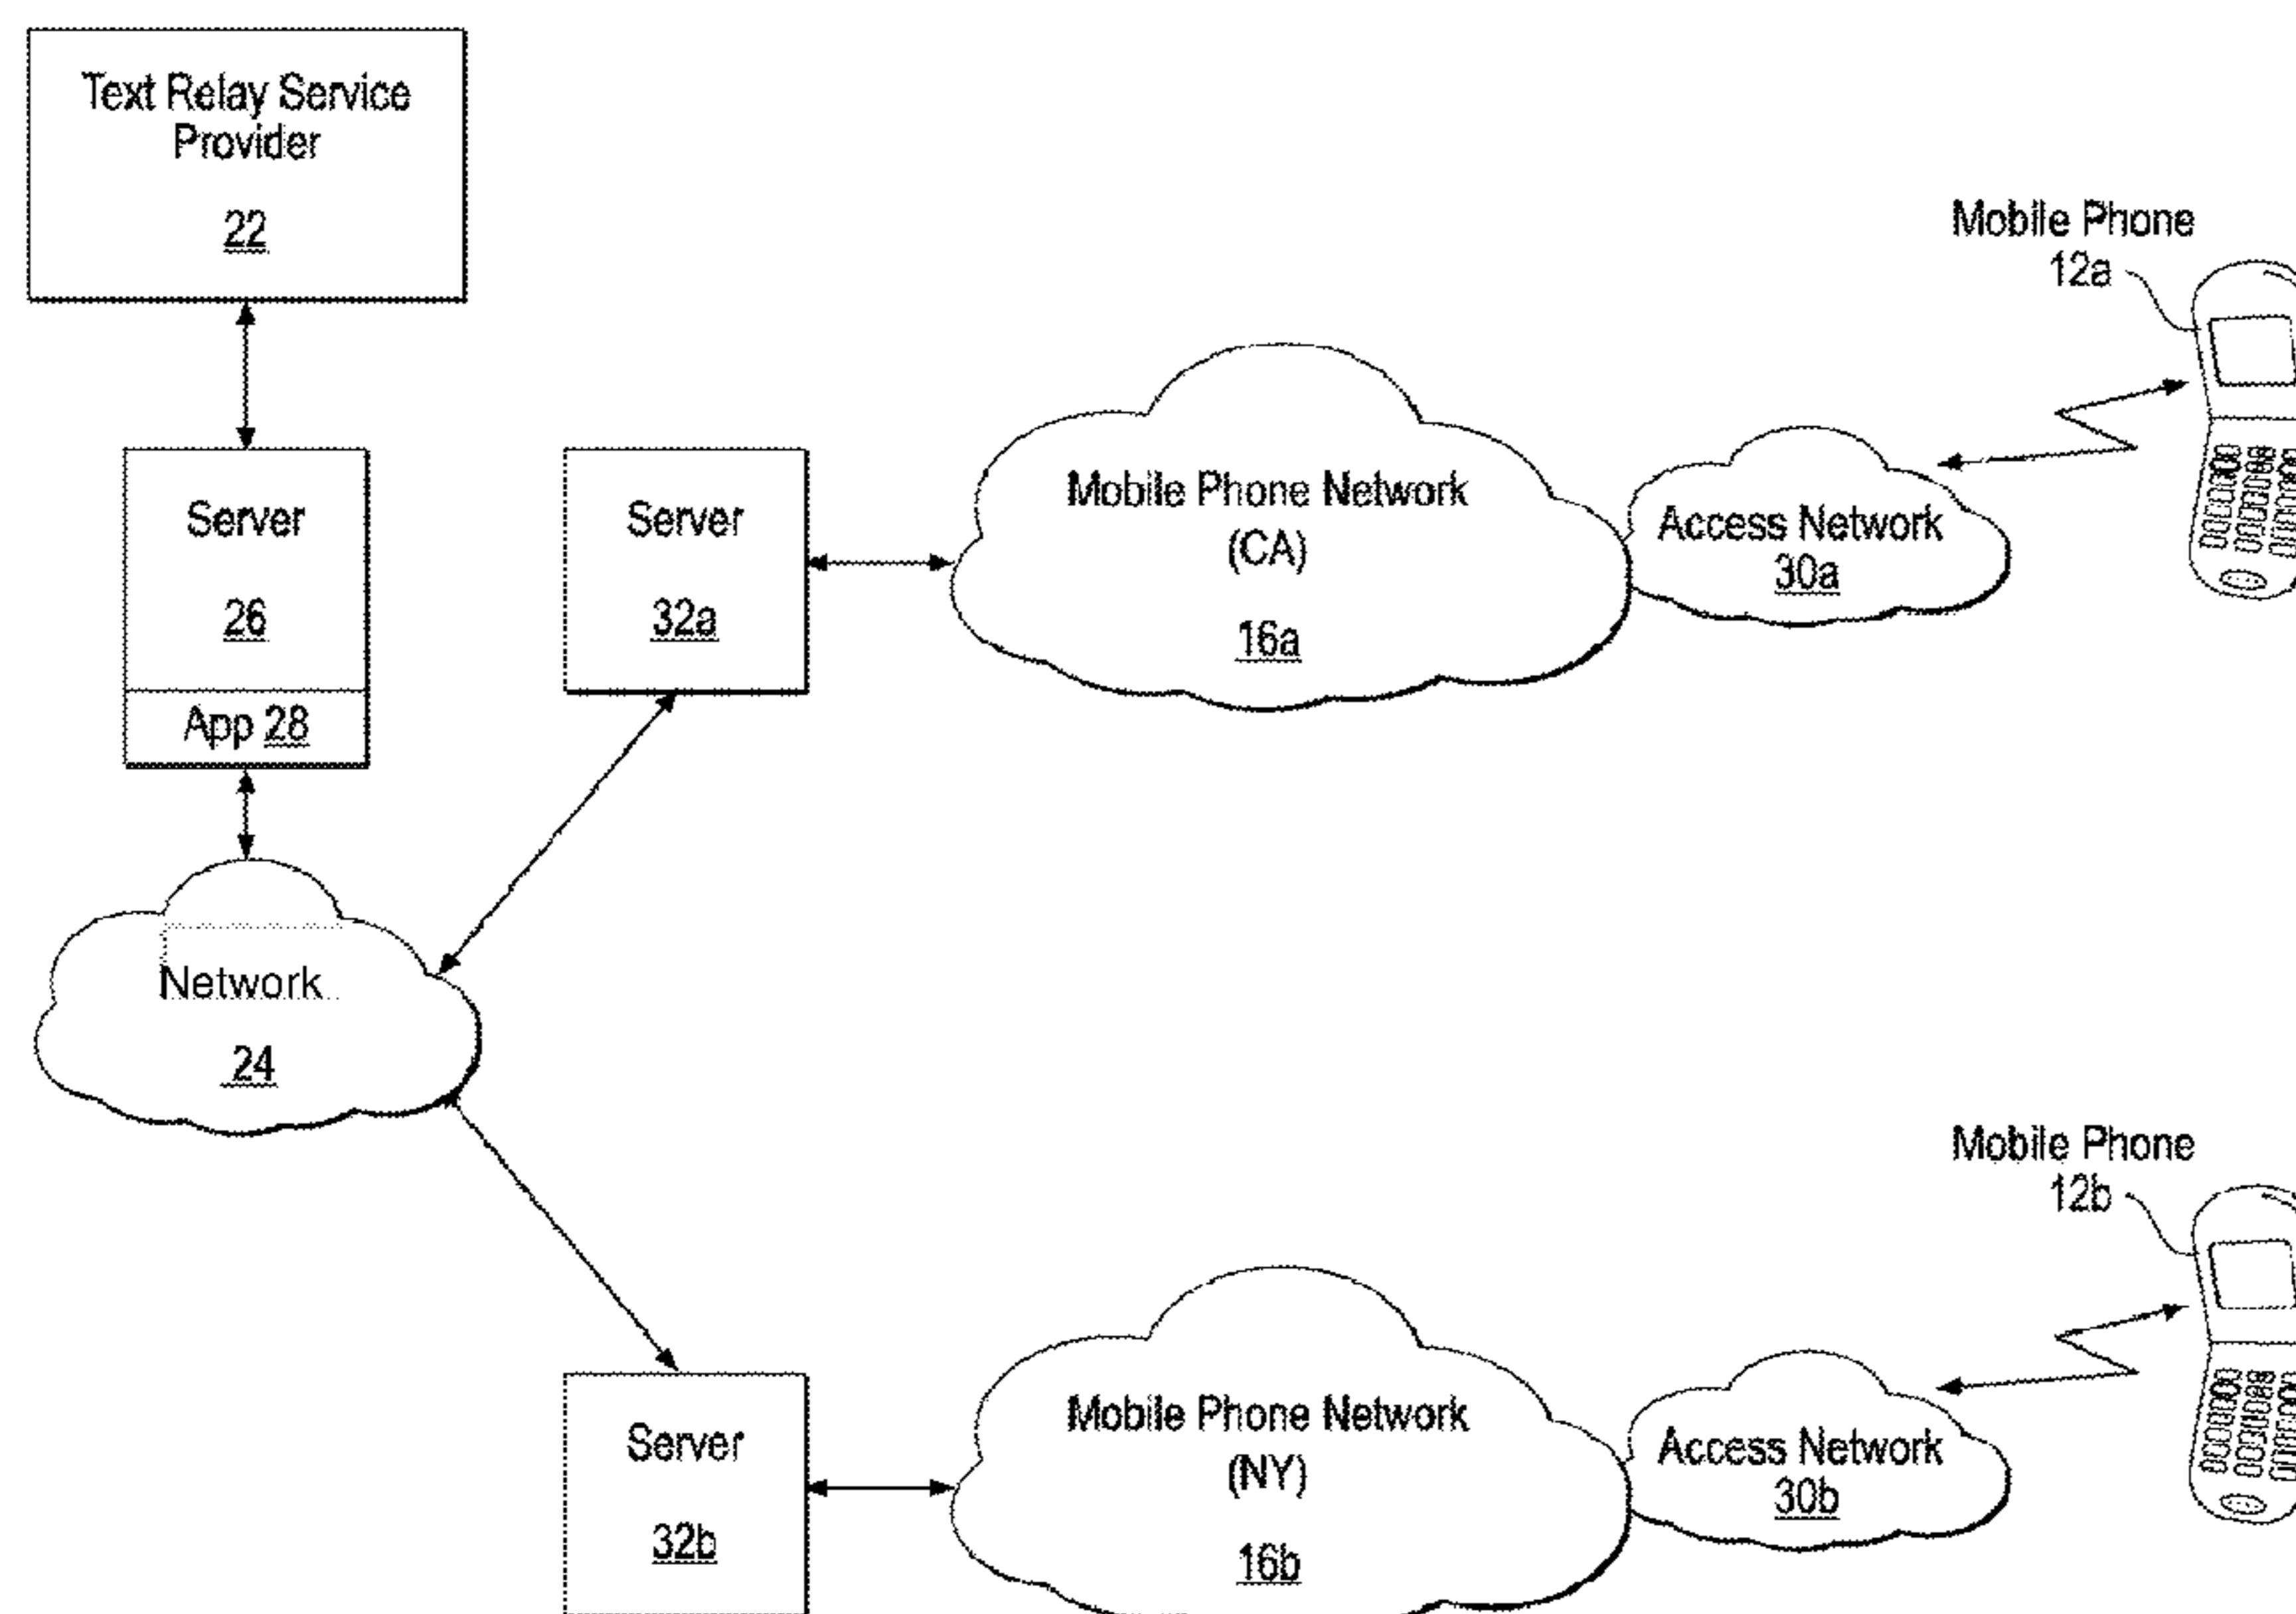 Text Relay Service
Provider
22
Mobile Phone
12a
Server
26
App 28
Server
32a
Mobile Phone Network
(CA)
16a
Access Network
30a
Network
24
Mobile Phone
12b
Server
32b
Mobile Phone Network
(NY)
16b
Access Network
30b